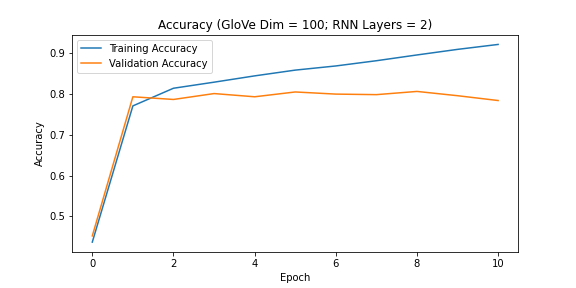 Accuracy (GloVe Dim = 100; RNN Layers = 2)
Training Accuracy
Validation Accuracy
0.9
0.8
0.7
0.6
0.5
Accuracy
0 2 4 6 8 10
Epoch